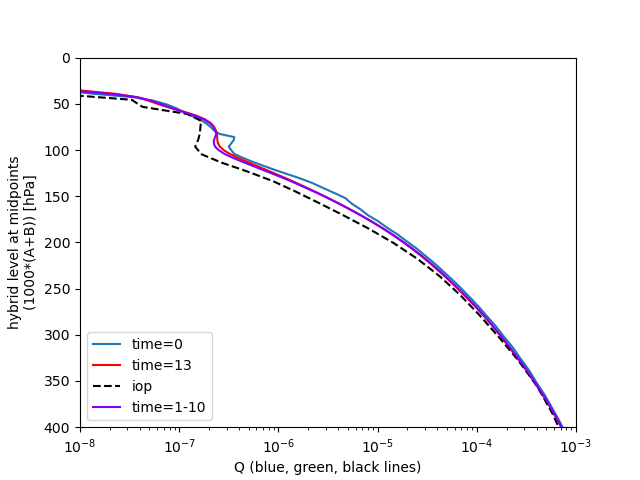 0
50
100
150
200
250
300
350
400
hybrid level at midpoints
(1000*(A+B)) [hPa]
time=0
time=13
iop
time=1-10
10⁻⁸
10⁻⁷
10⁻⁶
10⁻⁵
10⁻⁴
10⁻³
Q (blue, green, black lines)